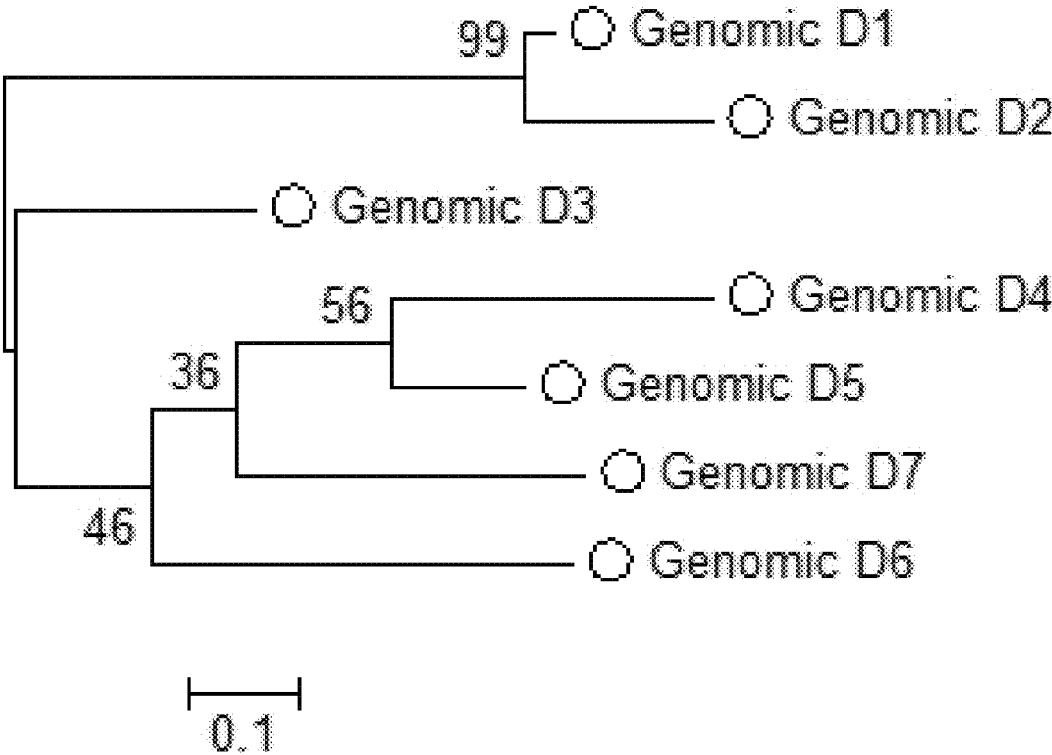 99
Genomic D1
Genomic D2
Genomic D3
56
Genomic D4
36
Genomic D5
Genomic D7
46
Genomic D6
0.1